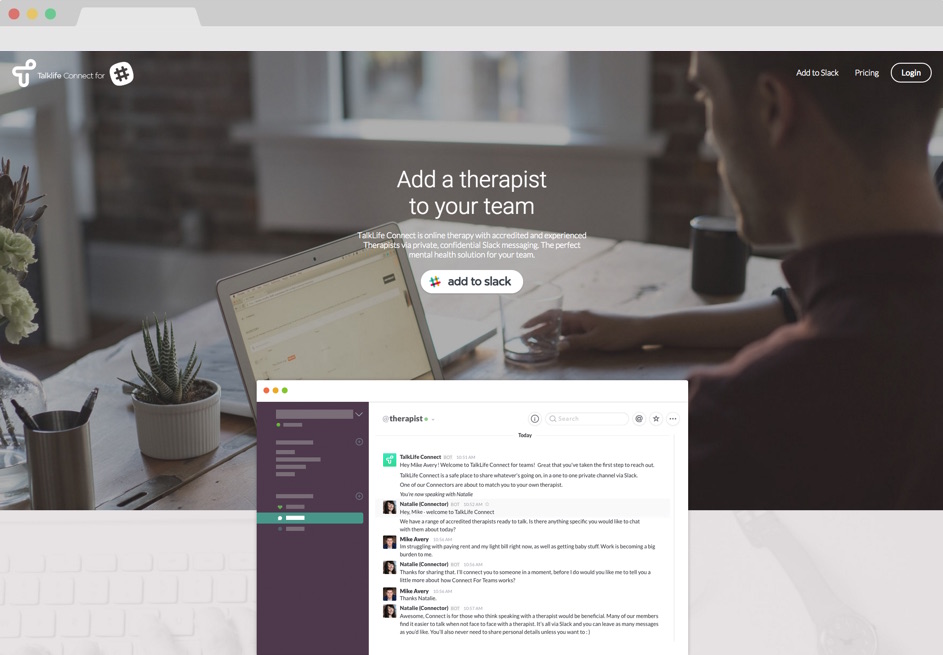 Talklife Connect for
Add to Slack
Pricing
Login
Add a therapist
to your team
TalkLife Connect is online therapy with accredited and experienced
Therapists via private, confidential Slack messaging. The perfect
mental health solution for your team.
add to slack
@therapist
Search
Today
TalkLife Connect BOT 10:51 AM
Hey Mike Avery ! Welcome to TalkLife Connect for teams! Great that you've taken the first step to reach out.
TalkLife Connect is a safe place to share whatever's going on, in a one to one private channel via Slack.
One of our Connectors are about to match you to your own therapist.
You're now speaking with Natalie
Natalie (Connector) BOT 10:53 AM
Hey, Mike - welcome to TalkLife Connect
We have a range of accredited therapists ready to talk. Is there anything specific you would like to chat
with them about today?
Mike Avery 10:56 AM
Im struggling with paying rent and my light bill right now, as well as getting baby stuff. Work is becoming a big
burden to me.
Natalie (Connector) BOT 10:56 AM
Thanks for sharing that. I'll connect you to someone in a moment, before I do would you like me to tell you a
little more about how Connect For Teams works?
Mike Avery 10:56 AM
Thanks Natalie.
Natalie (Connector) BOT 10:57 AM
Awesome, Connect is for those who think speaking with a therapist would be beneficial. Many of our members
find it easier to talk when not face to face with a therapist. It's all via Slack and you can leave as many messages
as you'd like. You'll also never need to share personal details unless you want to : )